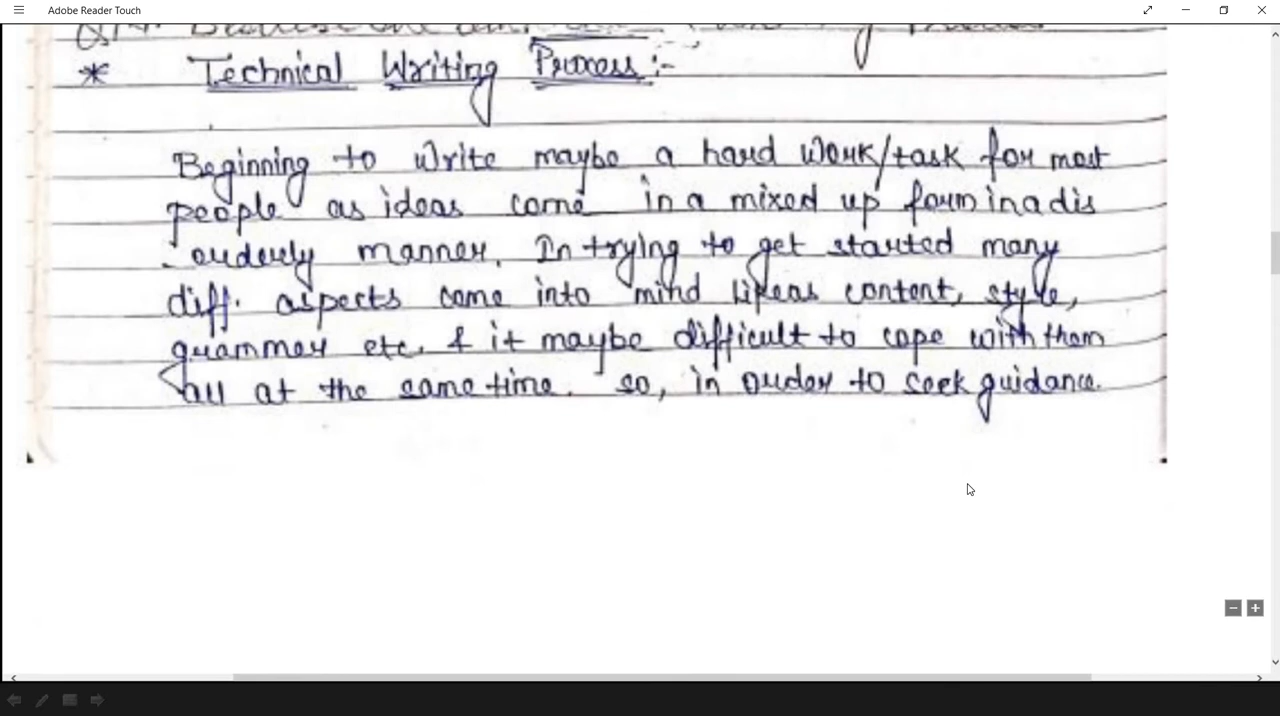 Adobe Reader Touch
* Technical Writing Process :-
Beginning to write maybe a hard work/task for most
people as ideas come in a mixed up form in a dis
orderly manner. In trying to get started many
diff. aspects come into mind like as content, style,
grammer etc. & it maybe difficult to cope with them
all at the same time. so, in order to seek guidance.